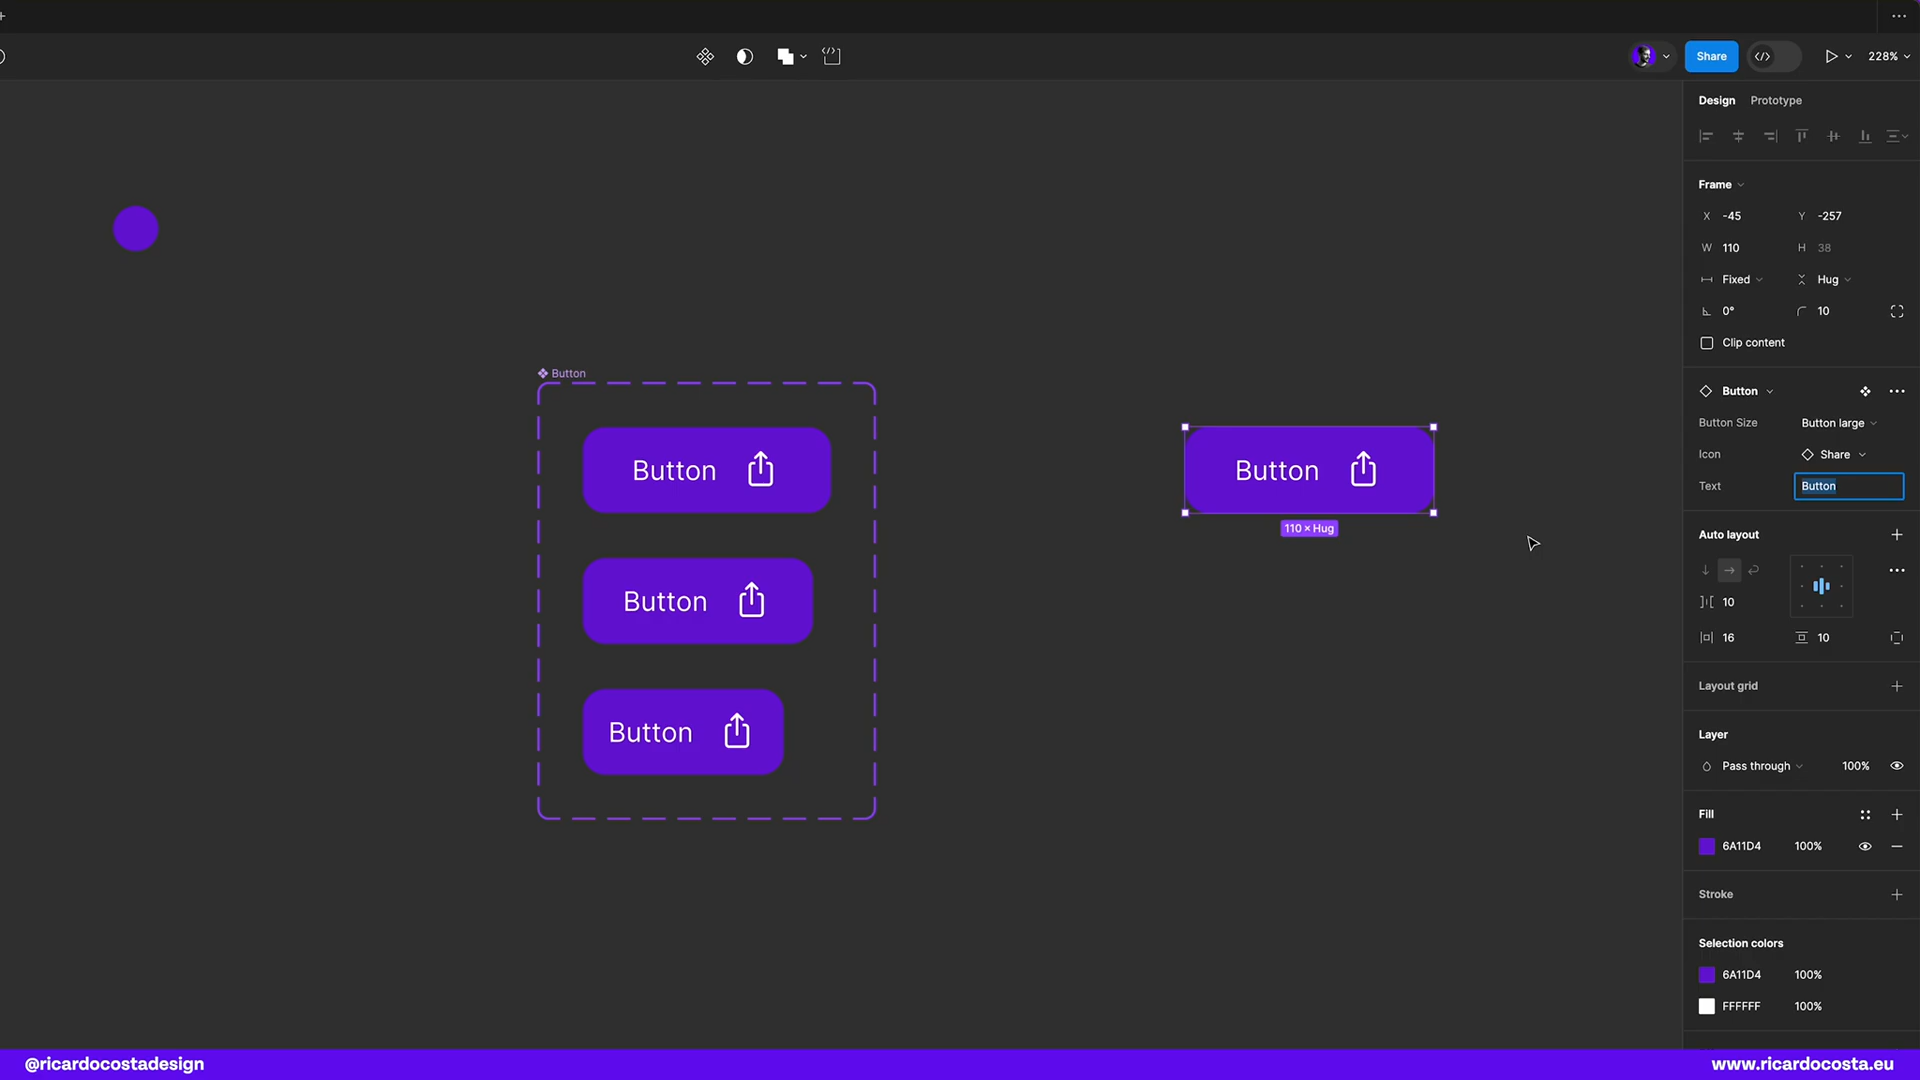 Share
228%
Design Prototype
Frame
X -45 Y -257
W 110 H 38
Fixed Hug
0° 10
Clip content
Button
Button
Button Size Button large
Icon Share
Text Button
Button
Button
110 × Hug
Auto layout
Button
10
16 10
Layout grid
Button
Layer
Pass through 100%
Fill
6A11D4 100%
Stroke
Selection colors
6A11D4 100%
FFFFFF 100%
@ricardocostadesign
www.ricardocosta.eu